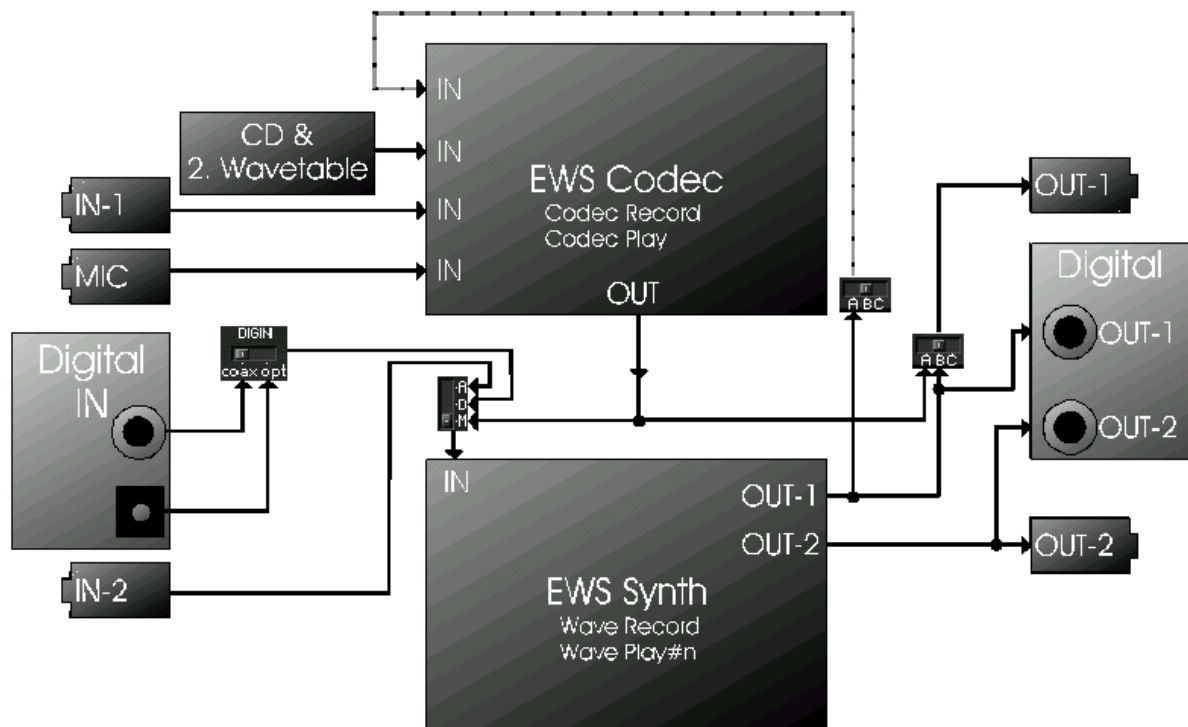 IN
CD &
2. Wavetable
IN
EWS Codec
Codec Record
Codec Play
IN-1
IN
MIC
IN
OUT
OUT-1
A BC
Digital
OUT-1
OUT-2
A BC
DIGIN
coax opt
Digital
IN
A
D
M
IN
OUT-1
OUT-2
OUT-2
IN-2
EWS Synth
Wave Record
Wave Play#n